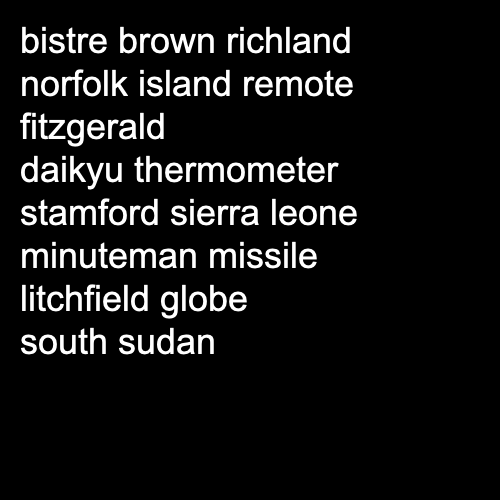 bistre brown richland
norfolk island remote
fitzgerald
daikyu thermometer
stamford sierra leone
minuteman missile
litchfield globe
south sudan